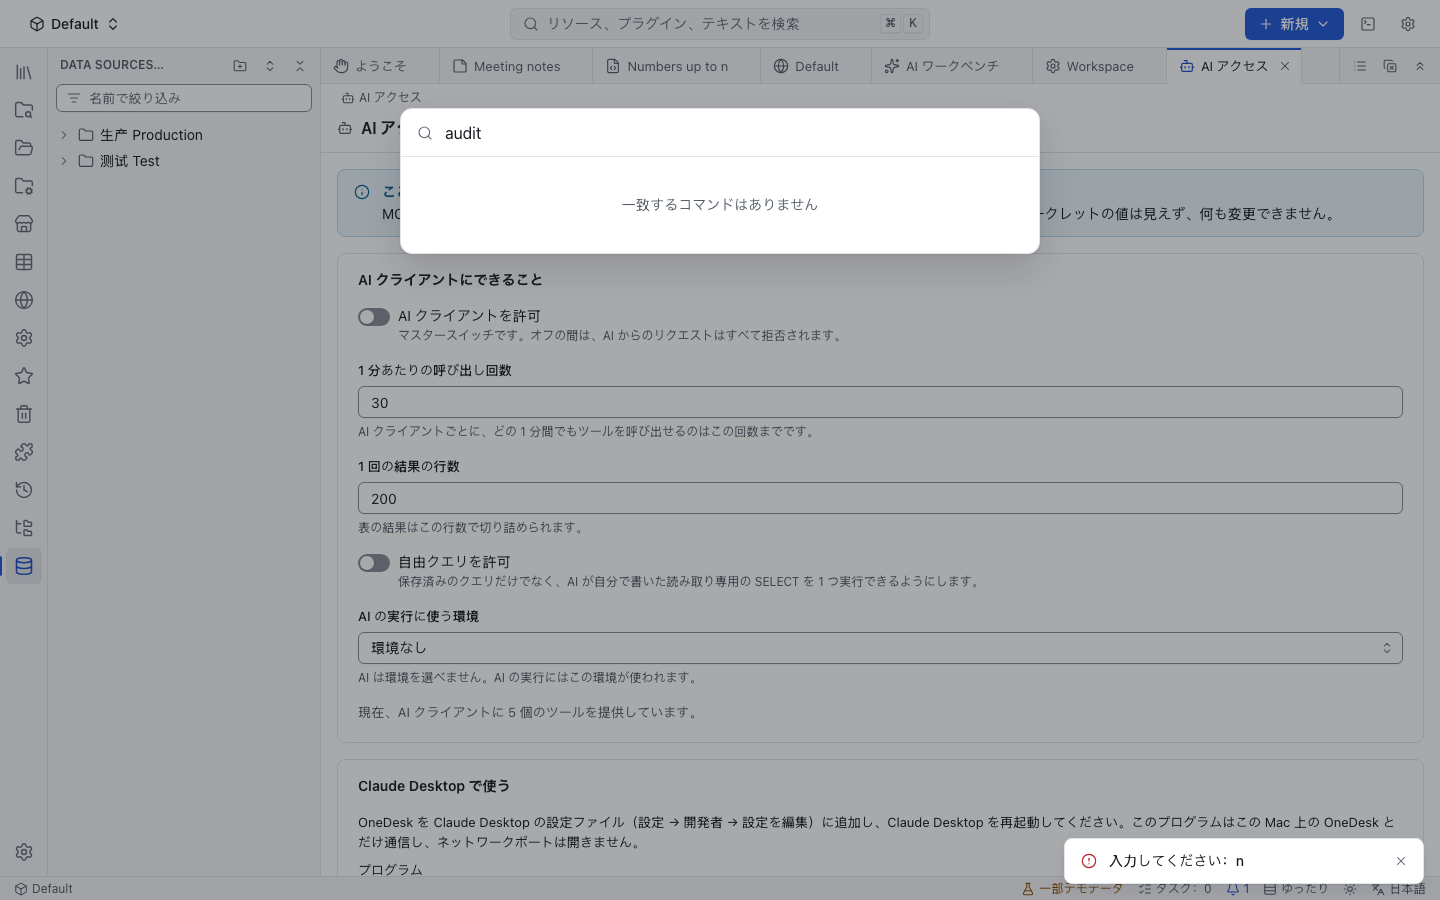 Default
リソース、プラグイン、テキストを検索
⌘ K
新規
DATA SOURCES...
ようこそ
Meeting notes
Numbers up to n
Default
AI ワークベンチ
Workspace
AI アクセス
名前で絞り込み
生产 Production
测试 Test
AI アクセス
AI ア
audit
一致するコマンドはありません
ークレットの値は見えず、何も変更できません。
AI クライアントにできること
AI クライアントを許可
マスタースイッチです。オフの間は、AI からのリクエストはすべて拒否されます。
1 分あたりの呼び出し回数
30
AI クライアントごとに、どの 1 分間でもツールを呼び出せるのはこの回数までです。
1 回の結果の行数
200
表の結果はこの行数で切り詰められます。
自由クエリを許可
保存済みのクエリだけでなく、AI が自分で書いた読み取り専用の SELECT を 1 つ実行できるようにします。
AI の実行に使う環境
環境なし
AI は環境を選べません。AI の実行にはこの環境が使われます。
現在、AI クライアントに 5 個のツールを提供しています。
Claude Desktop で使う
OneDesk を Claude Desktop の設定ファイル（設定 → 開発者 → 設定を編集）に追加し、Claude Desktop を再起動してください。このプログラムはこの Mac 上の OneDesk と
だけ通信し、ネットワークポートは開きません。
プログラム
入力してください: n
Default
一部デモデータ
タスク: 0
1
ゆったり
日本語